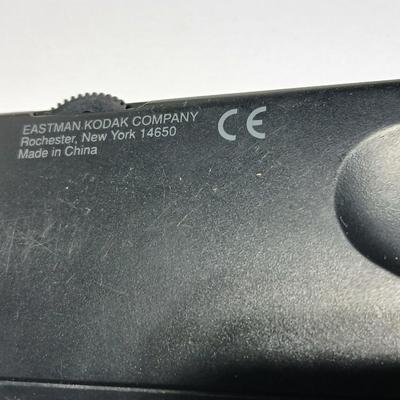 EASTMAN KODAK COMPANY
Rochester, New York 14650
Made in China
CE